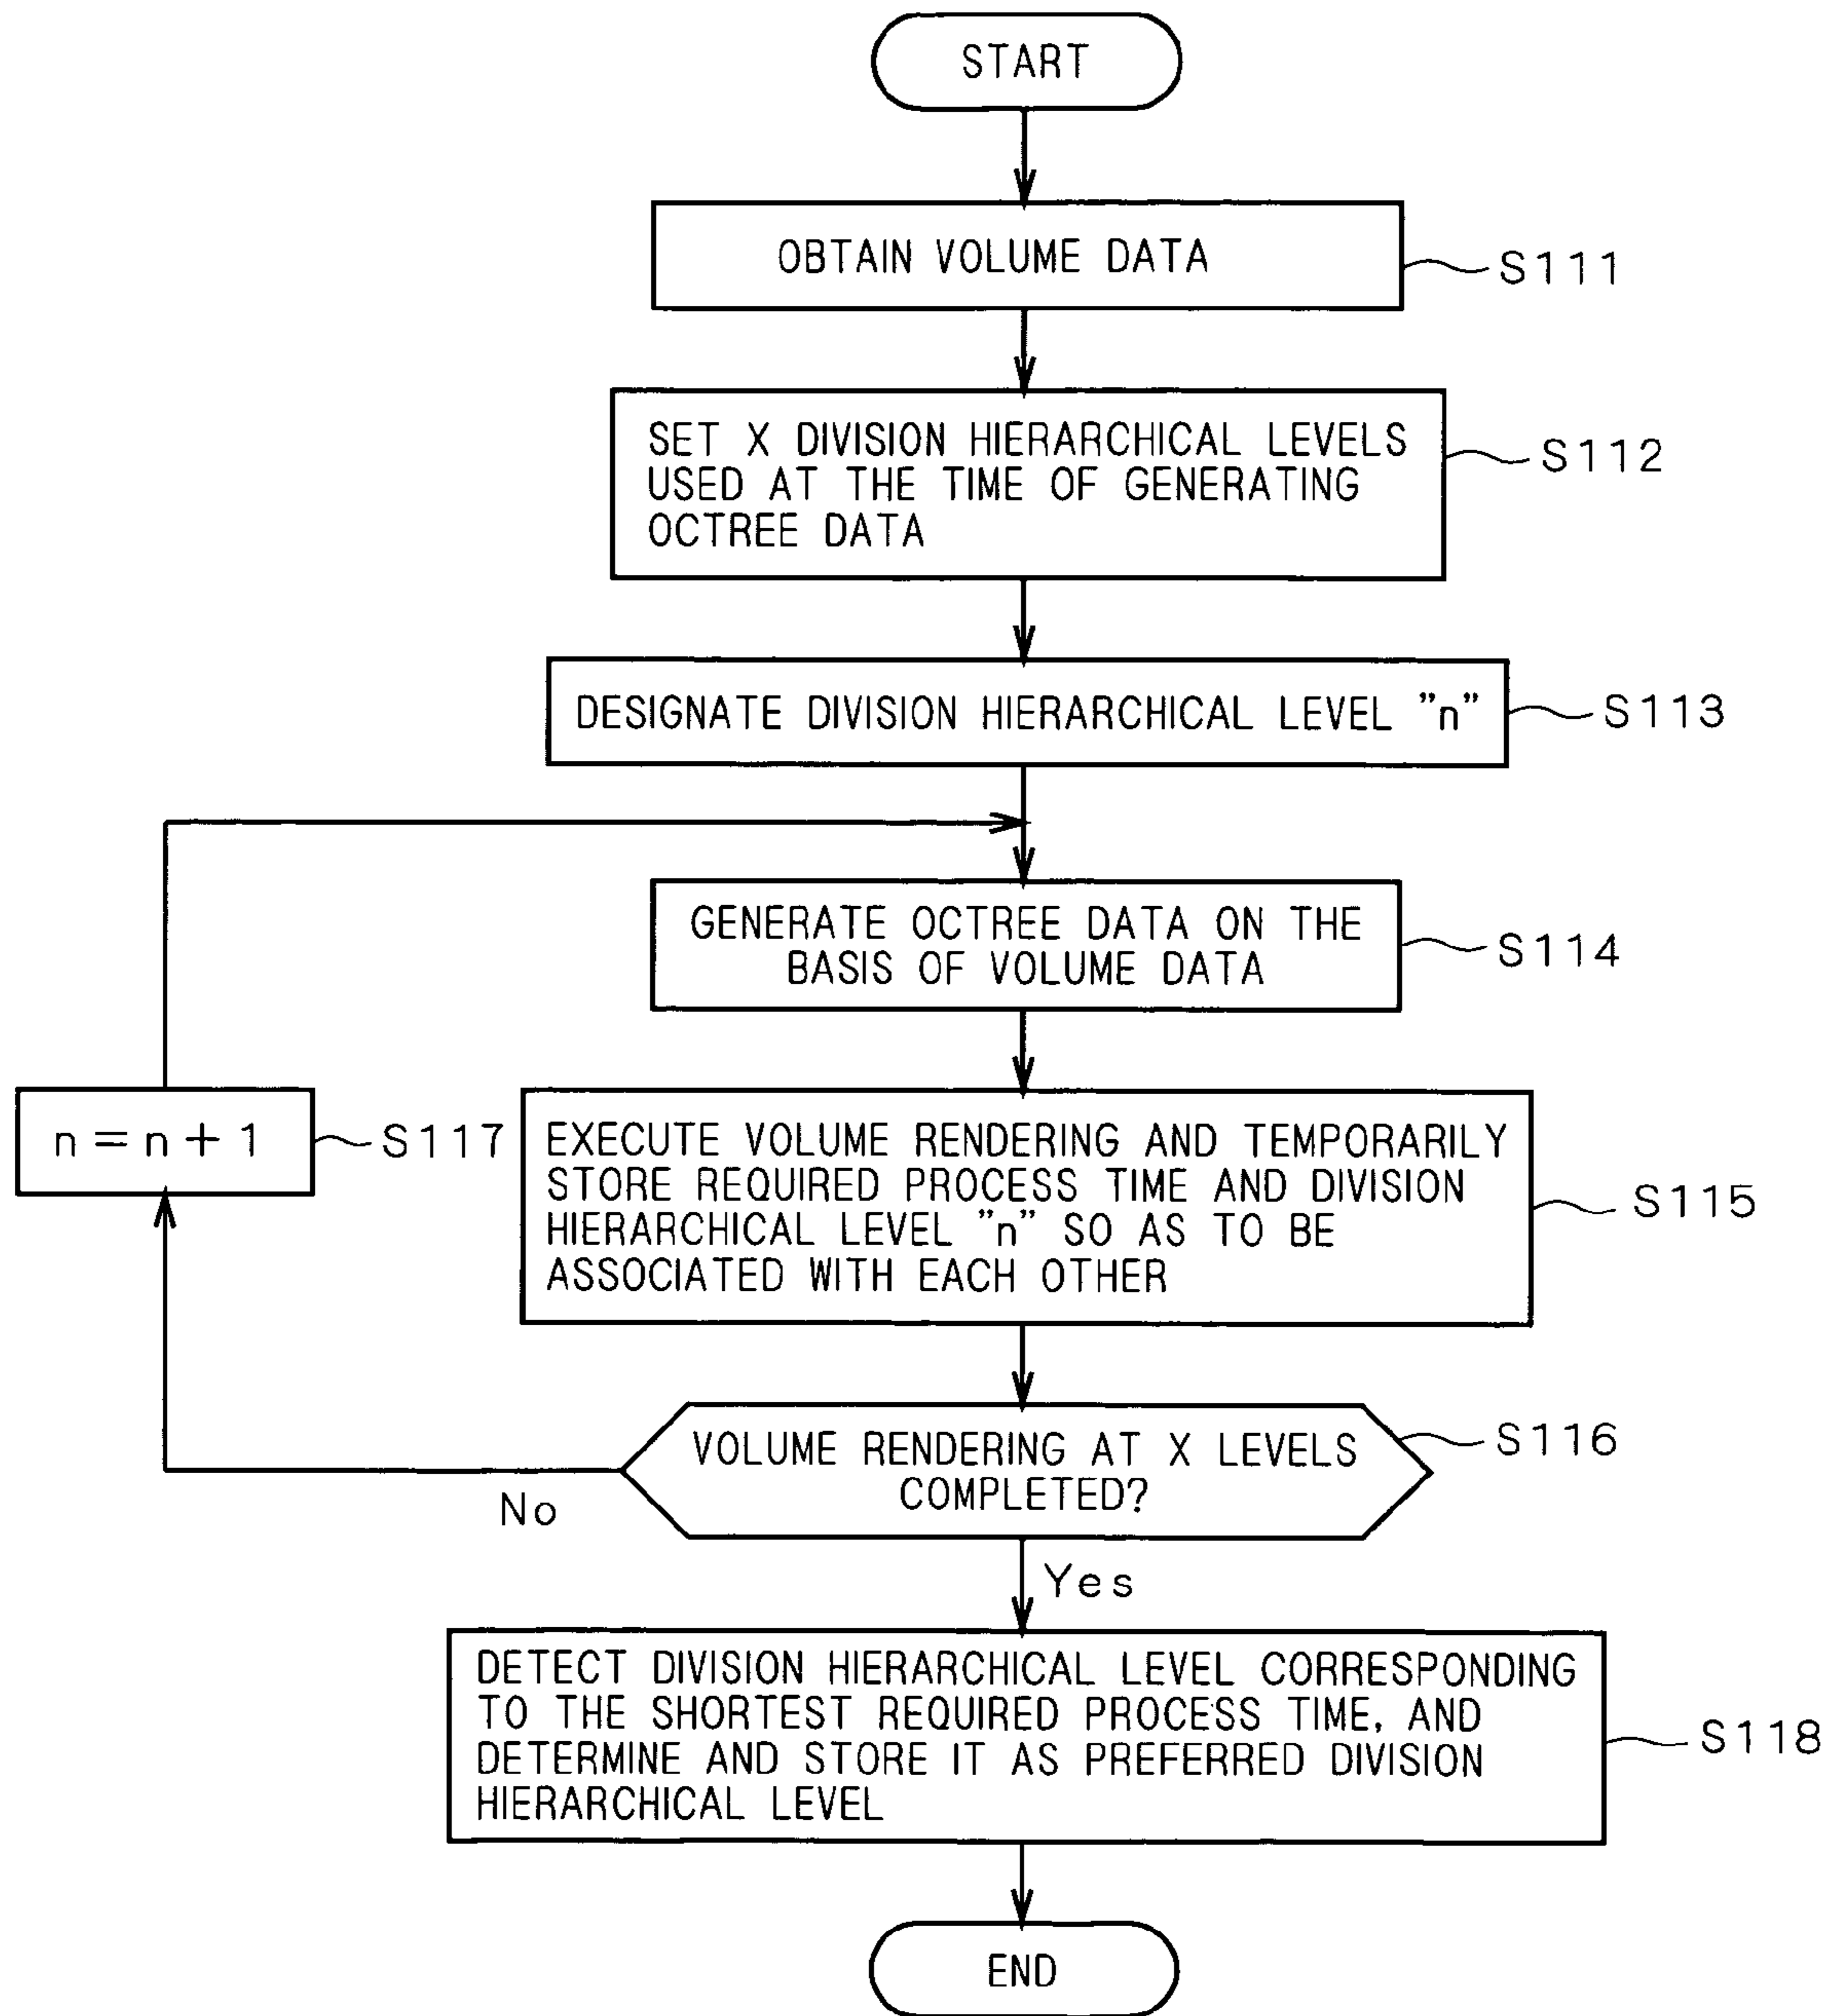 START
OBTAIN VOLUME DATA
S111
SET X DIVISION HIERARCHICAL LEVELS
USED AT THE TIME OF GENERATING
OCTREE DATA
S112
DESIGNATE DIVISION HIERARCHICAL LEVEL "n"
S113
GENERATE OCTREE DATA ON THE
BASIS OF VOLUME DATA
S114
n = n + 1
S117
EXECUTE VOLUME RENDERING AND TEMPORARILY
STORE REQUIRED PROCESS TIME AND DIVISION
HIERARCHICAL LEVEL "n" SO AS TO BE
ASSOCIATED WITH EACH OTHER
S115
VOLUME RENDERING AT X LEVELS
COMPLETED?
S116
No
Yes
DETECT DIVISION HIERARCHICAL LEVEL CORRESPONDING
TO THE SHORTEST REQUIRED PROCESS TIME, AND
DETERMINE AND STORE IT AS PREFERRED DIVISION
HIERARCHICAL LEVEL
S118
END